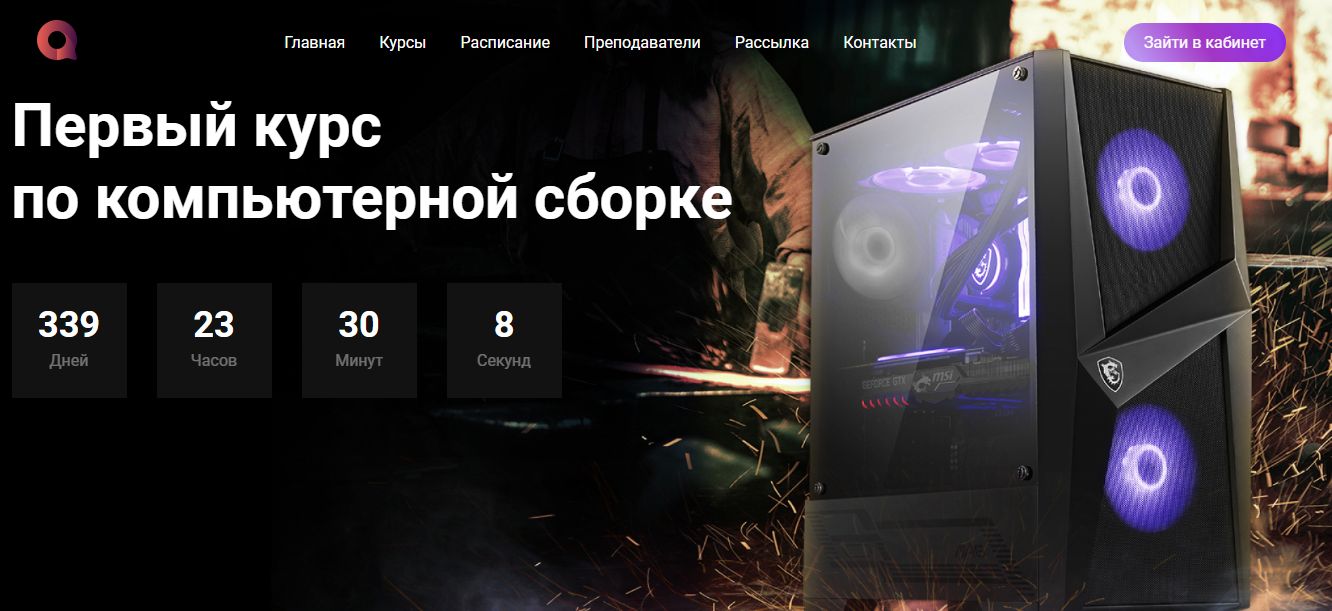 Главная Курсы Расписание Преподаватели Рассылка Контакты Зайти в кабинет
Первый курс
по компьютерной сборке
339 23 30 8
Дней Часов Минут Секунд
GEFORCE GTX msi